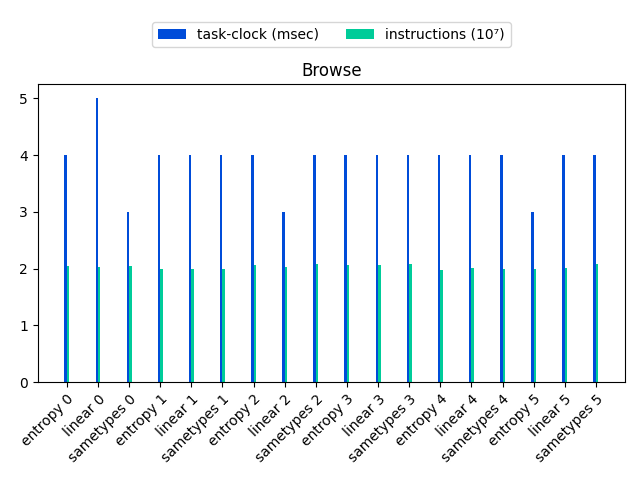 task-clock (msec)
instructions (10⁷)
Browse
5
4
3
2
1
0
entropy 0
linear 0
sametypes 0
entropy 1
linear 1
sametypes 1
entropy 2
linear 2
sametypes 2
entropy 3
linear 3
sametypes 3
entropy 4
linear 4
sametypes 4
entropy 5
linear 5
sametypes 5